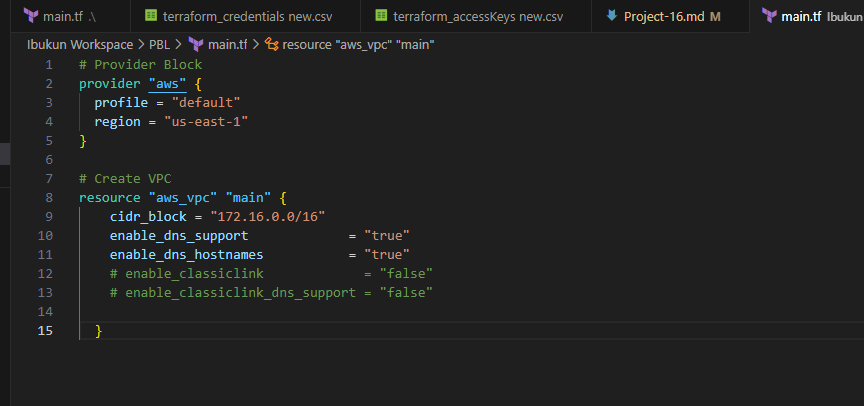 main.tf .\ terraform_credentials new.csv terraform_accessKeys new.csv Project-16.md M main.tf Ibukun
Ibukun Workspace > PBL > main.tf > resource "aws_vpc" "main"
1 # Provider Block
2 provider "aws" {
3 profile = "default"
4 region = "us-east-1"
5 }
6
7 # Create VPC
8 resource "aws_vpc" "main" {
9 cidr_block = "172.16.0.0/16"
10 enable_dns_support = "true"
11 enable_dns_hostnames = "true"
12 # enable_classiclink = "false"
13 # enable_classiclink_dns_support = "false"
14
15 }